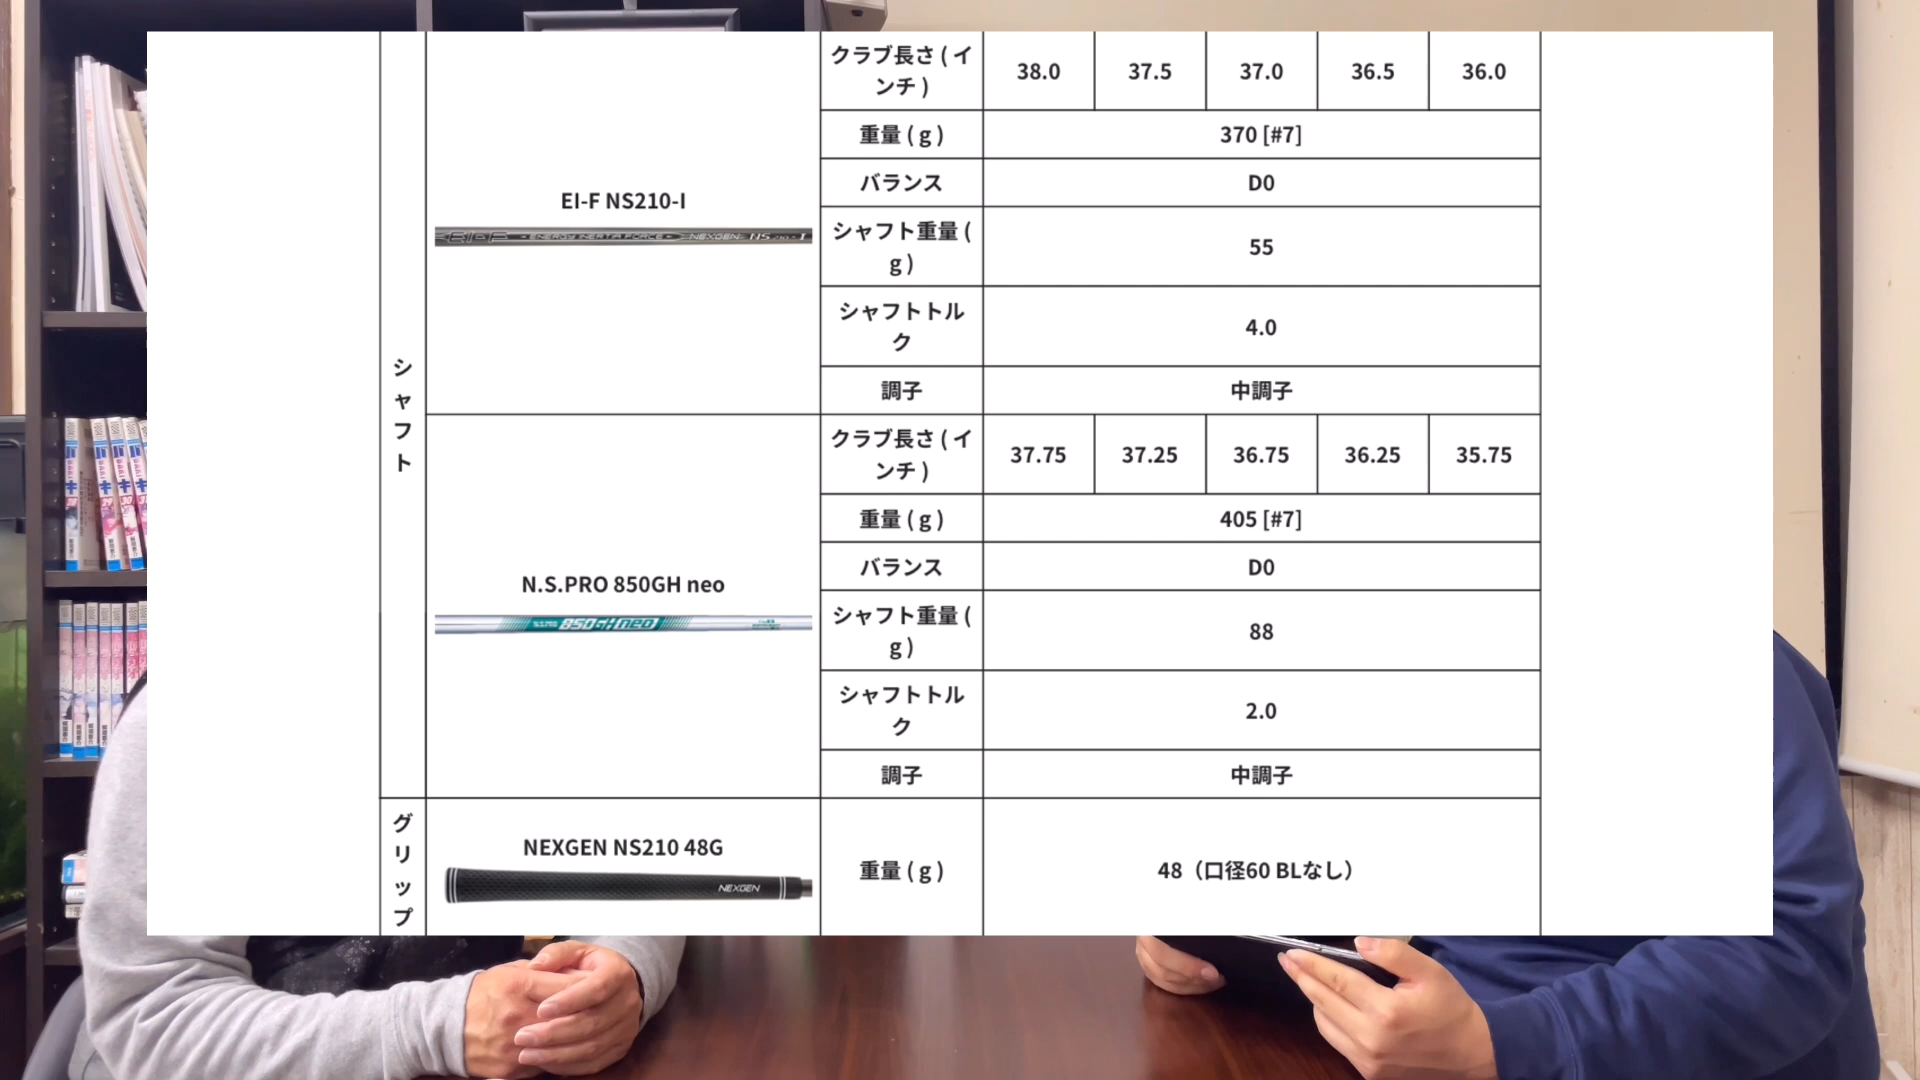 シャフト
EI-F NS210-I
クラブ長さ ( インチ )
38.0 37.5 37.0 36.5 36.0
重量 ( g )
370 [#7]
バランス
D0
シャフト重量 ( g )
55
シャフトトルク
4.0
調子
中調子
N.S.PRO 850GH neo
850GH neo
クラブ長さ ( インチ )
37.75 37.25 36.75 36.25 35.75
重量 ( g )
405 [#7]
バランス
D0
シャフト重量 ( g )
88
シャフトトルク
2.0
調子
中調子
グリップ
NEXGEN NS210 48G
NEXGEN
重量 ( g )
48（口径60 BLなし）